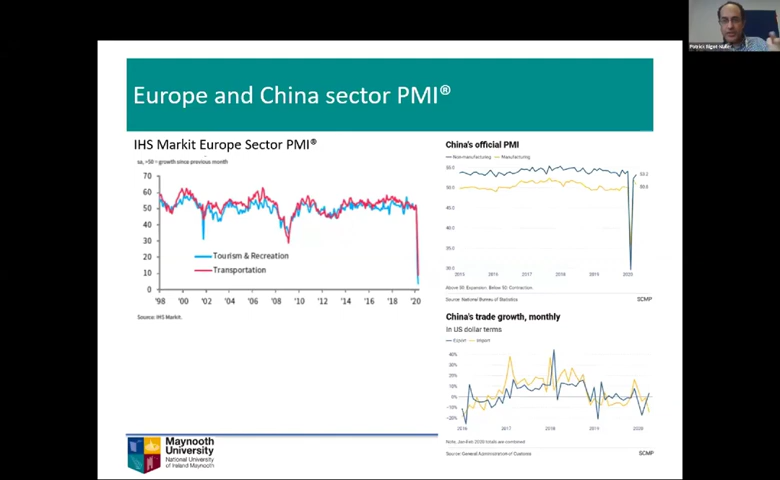 Europe and China sector PMI®
IHS Markit Europe Sector PMI®
sa, >50 = growth since previous month
70
60
50
40
30
20
10
0
Tourism & Recreation
Transportation
'98 '00 '02 '04 '06 '08 '10 '12 '14 '16 '18 '20
Source: IHS Markit.
China's official PMI
Non-manufacturing Manufacturing
55.0
50.0
45.0
35.0
30.0
2015 2016 2017 2018 2019 2020
Above 50: Expansion. Below 50: Contraction.
Source: National Bureau of Statistics
SCMP
China's trade growth, monthly
In US dollar terms
Export Import
40%
30%
20%
10%
0%
-10%
-20%
2016 2017 2018 2019 2020
Note: Jan-Feb 2020 totals are combined
Source: General Administration of Customs
SCMP
Maynooth
University
National University
of Ireland Maynooth